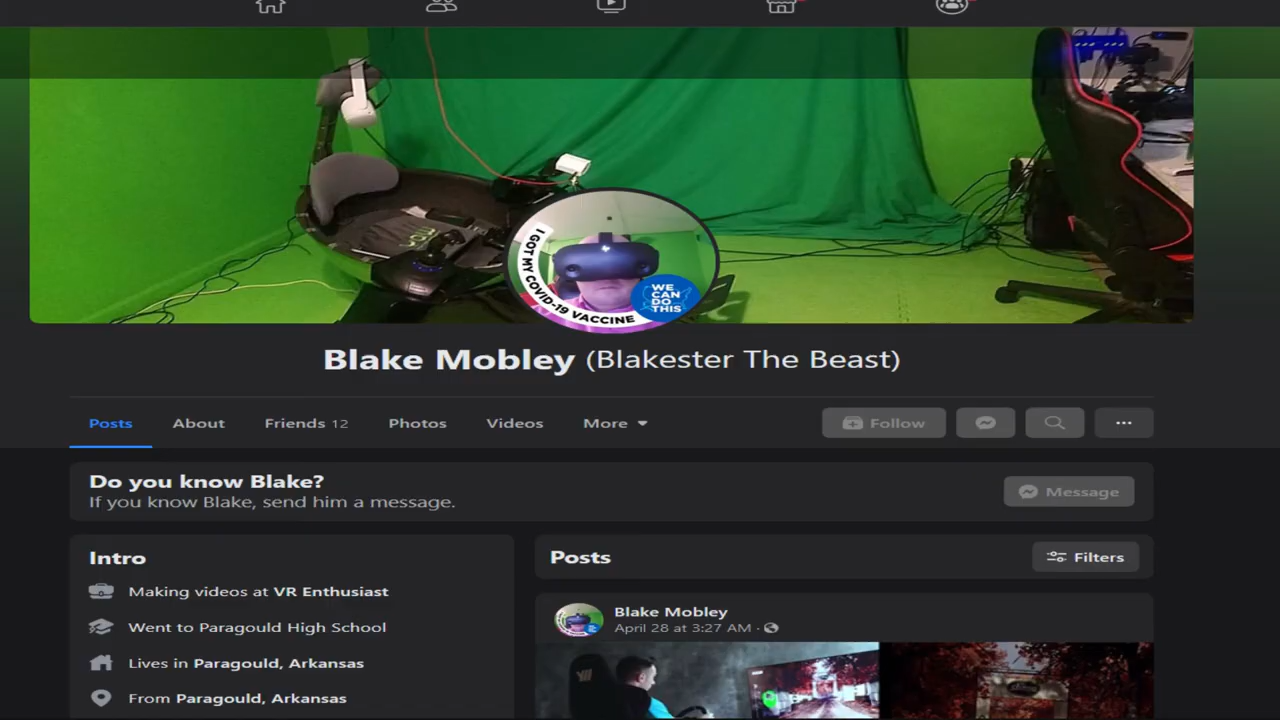 I GOT MY COVID-19 VACCINE
WE
CAN
DO
THIS
Blake Mobley (Blakester The Beast)
Posts
About
Friends 12
Photos
Videos
More
Follow
Do you know Blake?
If you know Blake, send him a message.
Message
Intro
Making videos at VR Enthusiast
Went to Paragould High School
Lives in Paragould, Arkansas
From Paragould, Arkansas
Posts
Filters
Blake Mobley
April 28 at 3:27 AM ·